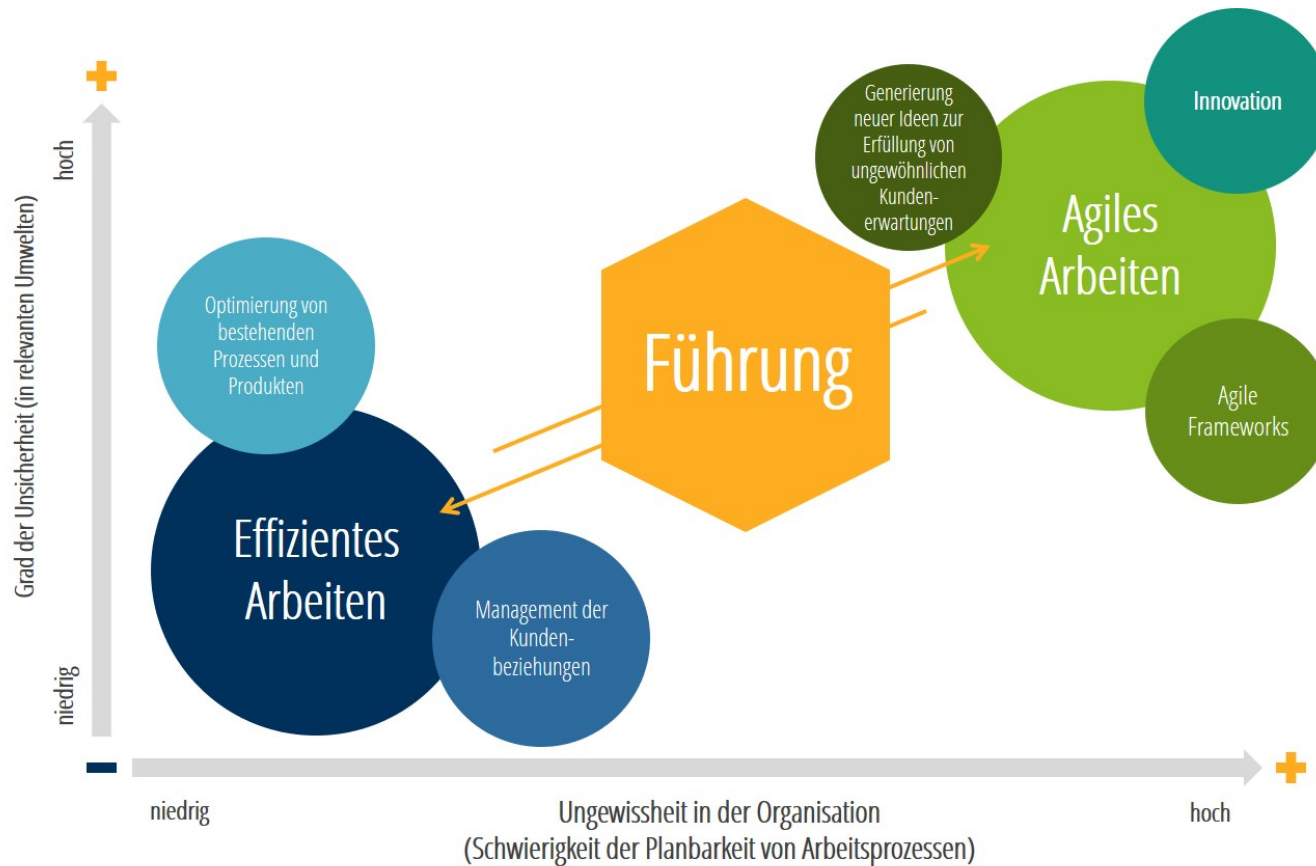 +
hoch
Grad der Unsicherheit (in relevanten Umwelten)
niedrig
Optimierung von
bestehenden
Prozessen und
Produkten
Effizientes
Arbeiten
Management der
Kunden-
beziehungen
Führung
Generierung
neuer Ideen zur
Erfüllung von
ungewöhnlichen
Kunden-
erwartungen
Agiles
Arbeiten
Innovation
Agile
Frameworks
-
+
niedrig
Ungewissheit in der Organisation
(Schwierigkeit der Planbarkeit von Arbeitsprozessen)
hoch